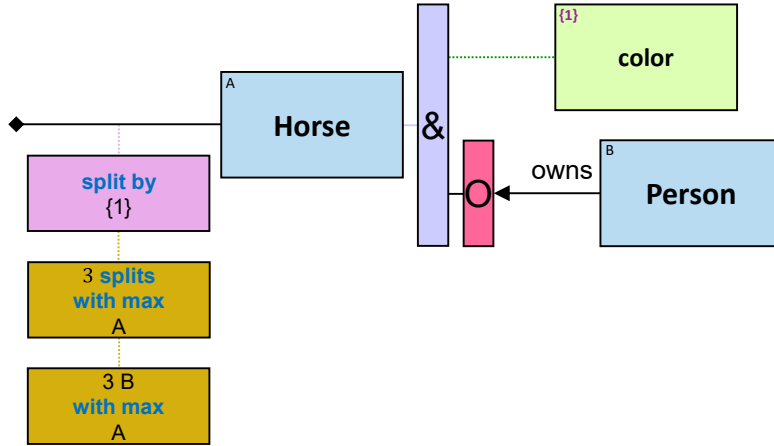 {1}
color
A
Horse
&
B
Person
owns
O
split by
{1}
3 splits
with max
A
3 B
with max
A